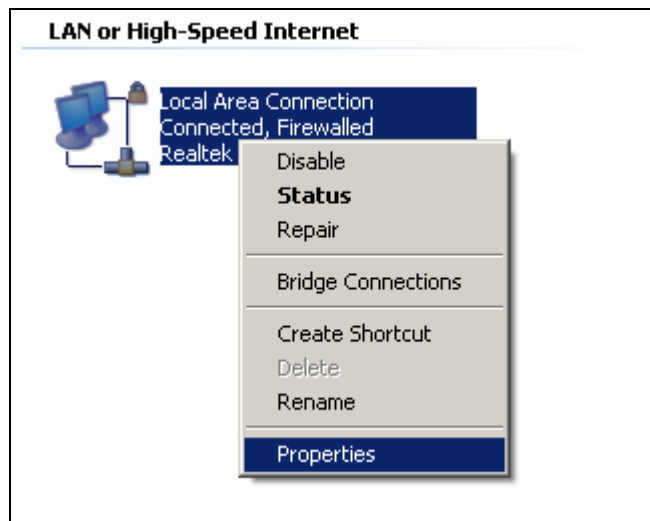 LAN or High-Speed Internet
Local Area Connection
Connected, Firewalled
Realtek
Disable
Status
Repair
Bridge Connections
Create Shortcut
Delete
Rename
Properties